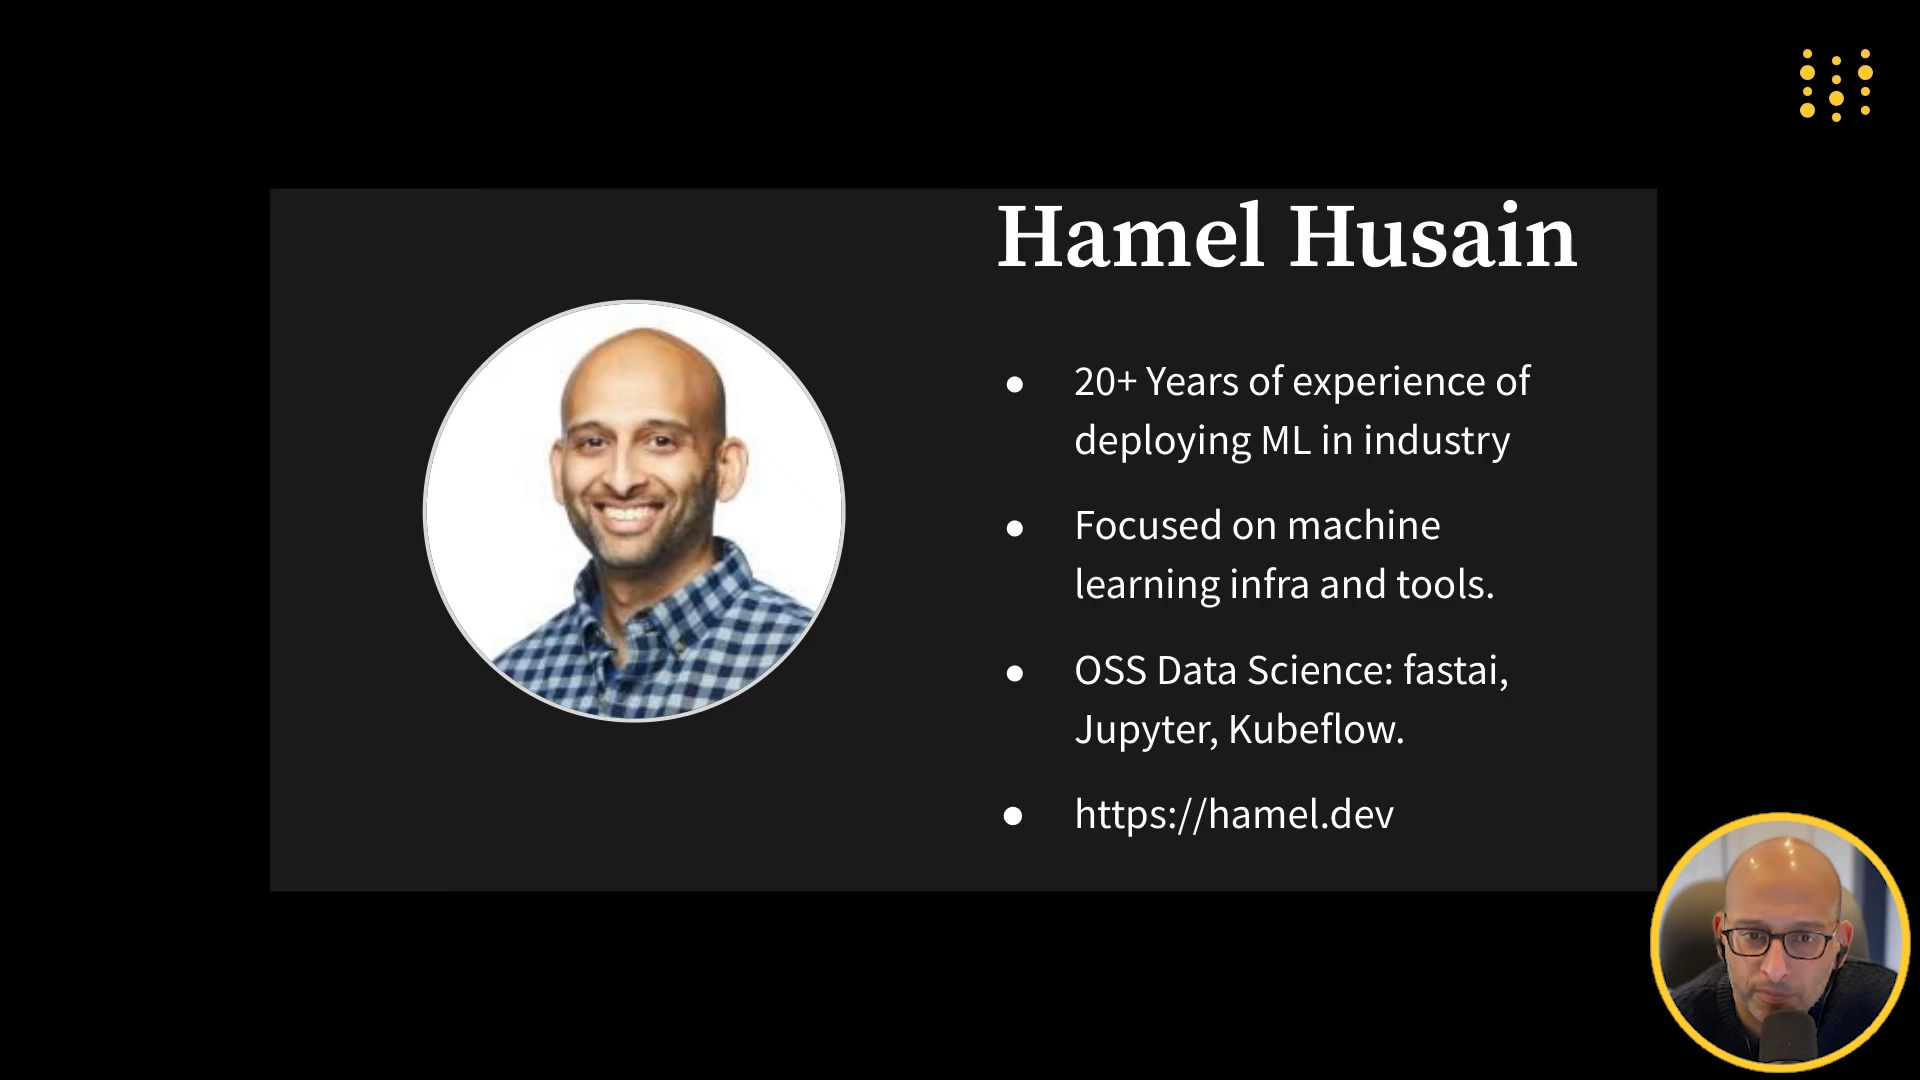 Hamel Husain
● 20+ Years of experience of
deploying ML in industry
● Focused on machine
learning infra and tools.
● OSS Data Science: fastai,
Jupyter, Kubeflow.
● https://hamel.dev